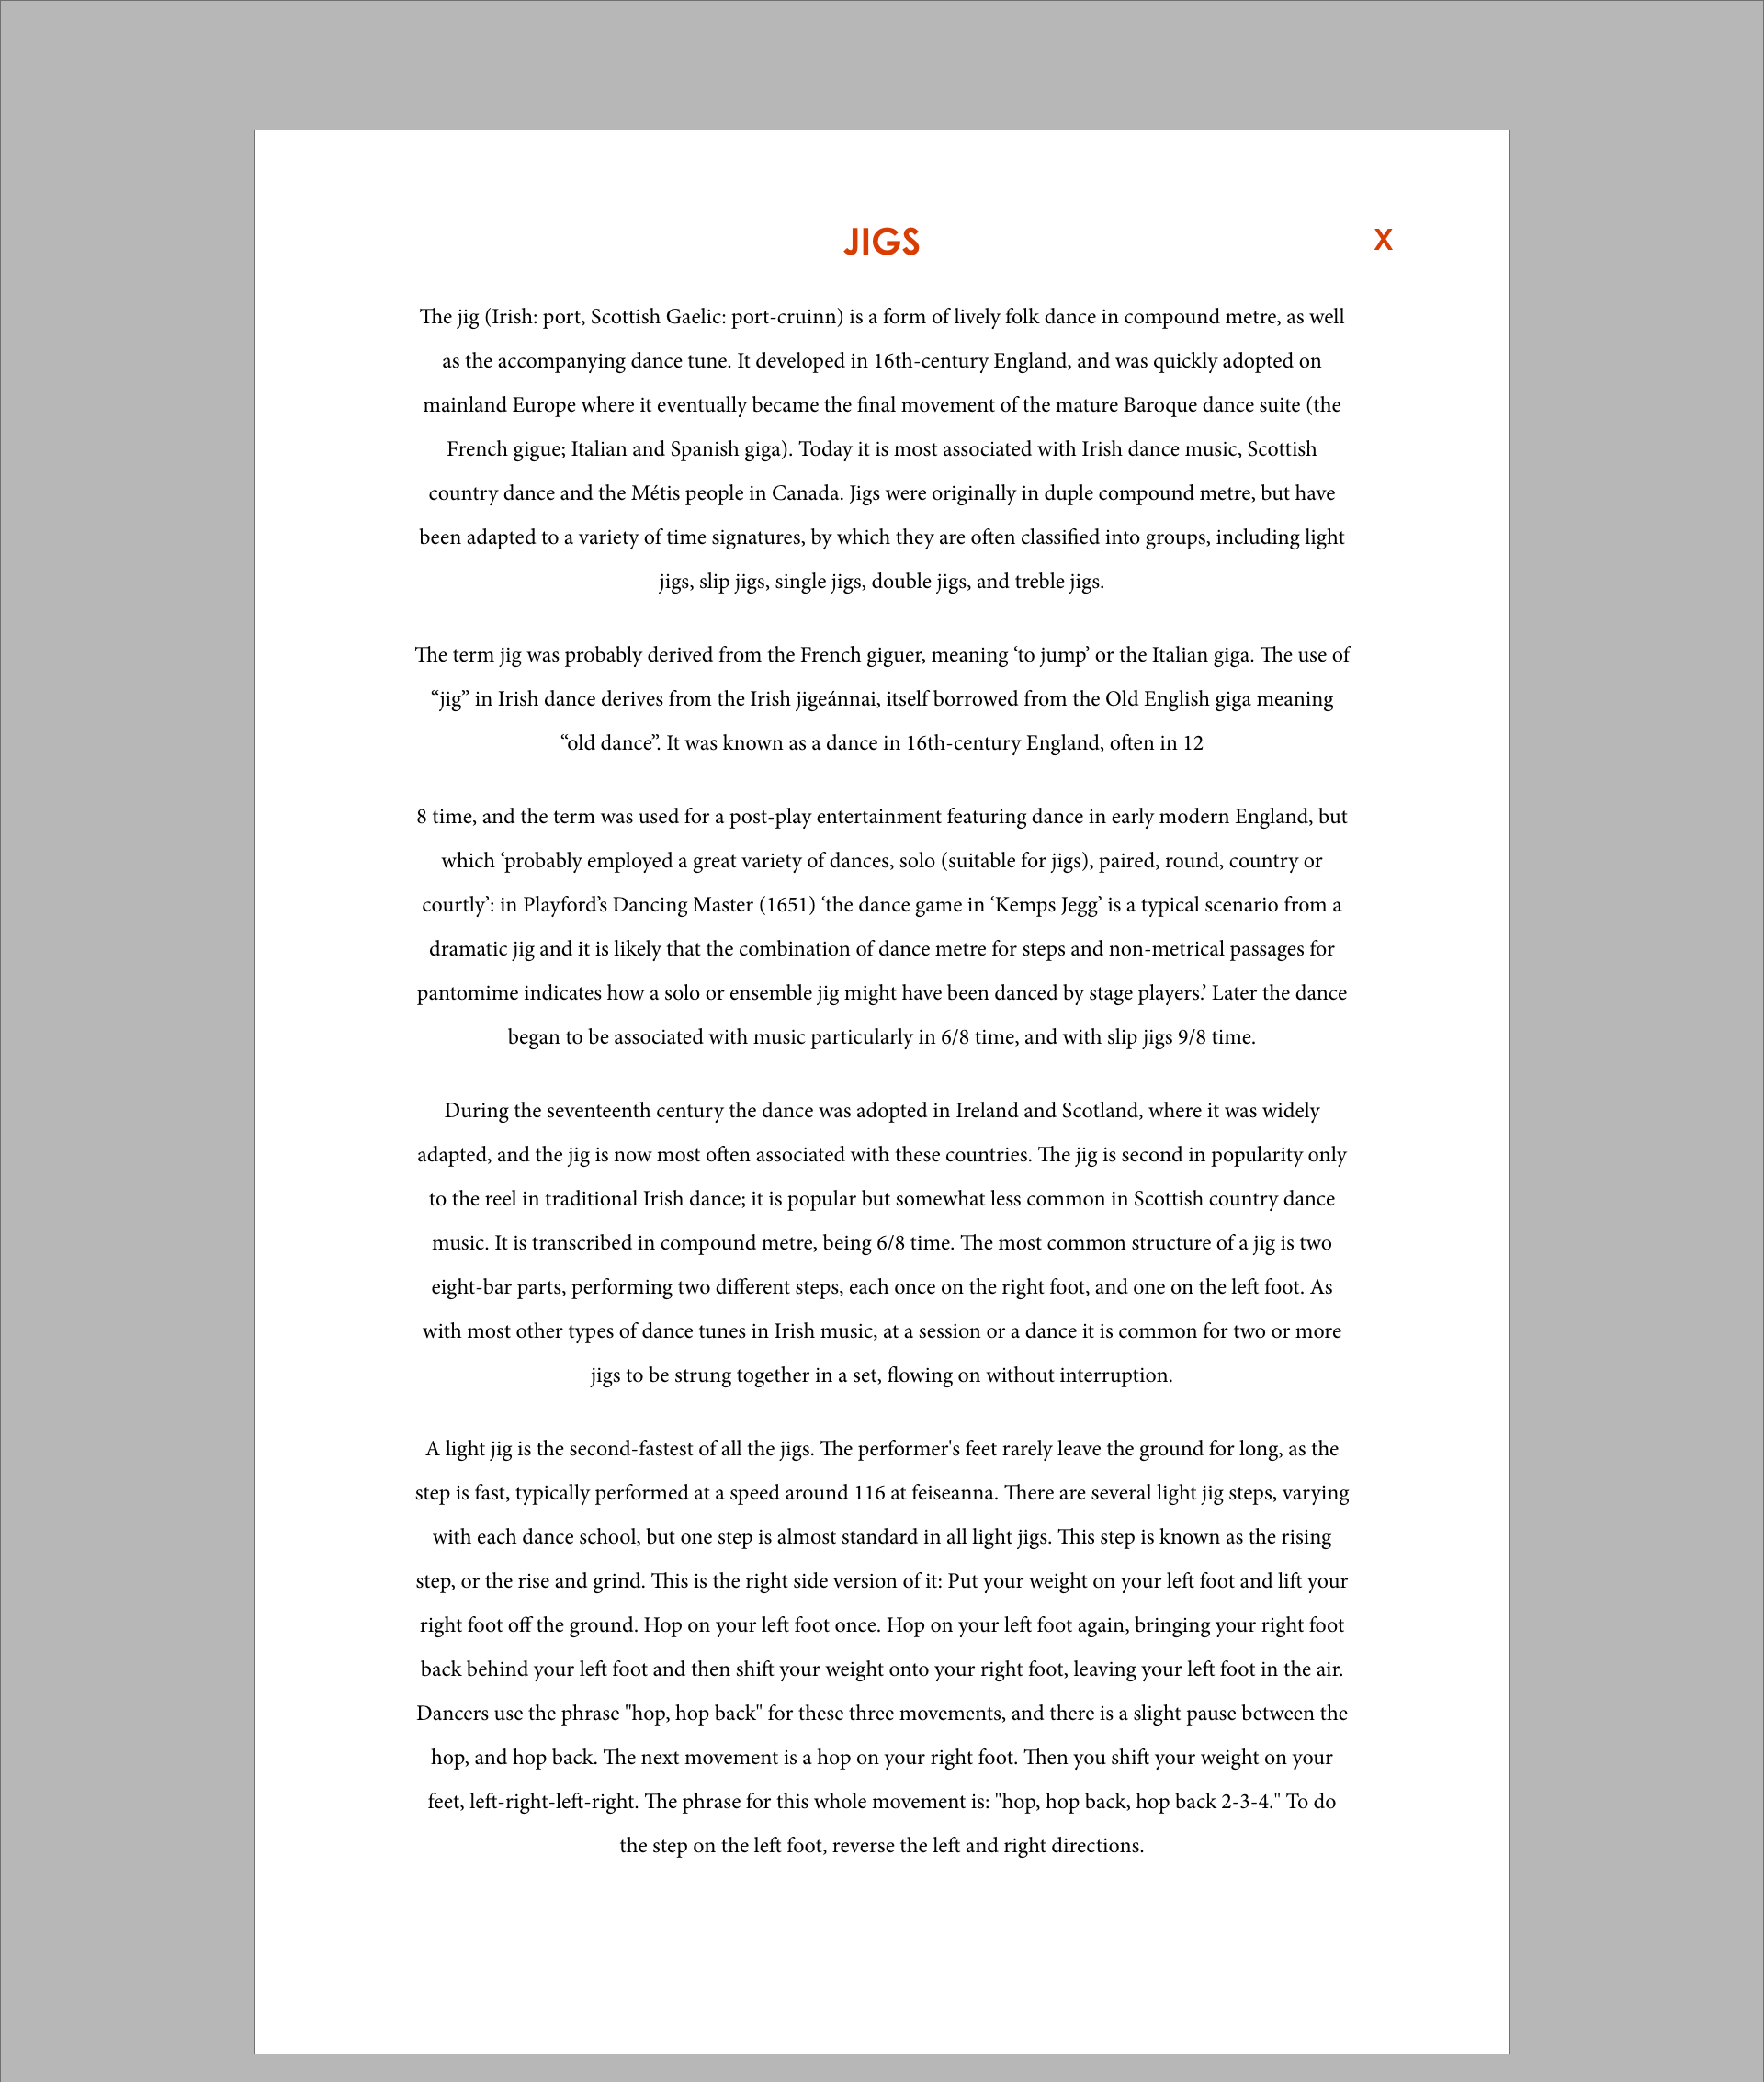 JIGS
X
The jig (Irish: port, Scottish Gaelic: port-cruinn) is a form of lively folk dance in compound metre, as well
as the accompanying dance tune. It developed in 16th-century England, and was quickly adopted on
mainland Europe where it eventually became the final movement of the mature Baroque dance suite (the
French gigue; Italian and Spanish giga). Today it is most associated with Irish dance music, Scottish
country dance and the Métis people in Canada. Jigs were originally in duple compound metre, but have
been adapted to a variety of time signatures, by which they are often classified into groups, including light
jigs, slip jigs, single jigs, double jigs, and treble jigs.
The term jig was probably derived from the French giguer, meaning ‘to jump’ or the Italian giga. The use of
“jig” in Irish dance derives from the Irish jigeánnai, itself borrowed from the Old English giga meaning
“old dance”. It was known as a dance in 16th-century England, often in 12
8 time, and the term was used for a post-play entertainment featuring dance in early modern England, but
which ‘probably employed a great variety of dances, solo (suitable for jigs), paired, round, country or
courtly’: in Playford’s Dancing Master (1651) ‘the dance game in ‘Kemps Jegg’ is a typical scenario from a
dramatic jig and it is likely that the combination of dance metre for steps and non-metrical passages for
pantomime indicates how a solo or ensemble jig might have been danced by stage players.’ Later the dance
began to be associated with music particularly in 6/8 time, and with slip jigs 9/8 time.
During the seventeenth century the dance was adopted in Ireland and Scotland, where it was widely
adapted, and the jig is now most often associated with these countries. The jig is second in popularity only
to the reel in traditional Irish dance; it is popular but somewhat less common in Scottish country dance
music. It is transcribed in compound metre, being 6/8 time. The most common structure of a jig is two
eight-bar parts, performing two different steps, each once on the right foot, and one on the left foot. As
with most other types of dance tunes in Irish music, at a session or a dance it is common for two or more
jigs to be strung together in a set, flowing on without interruption.
A light jig is the second-fastest of all the jigs. The performer's feet rarely leave the ground for long, as the
step is fast, typically performed at a speed around 116 at feiseanna. There are several light jig steps, varying
with each dance school, but one step is almost standard in all light jigs. This step is known as the rising
step, or the rise and grind. This is the right side version of it: Put your weight on your left foot and lift your
right foot off the ground. Hop on your left foot once. Hop on your left foot again, bringing your right foot
back behind your left foot and then shift your weight onto your right foot, leaving your left foot in the air.
Dancers use the phrase "hop, hop back" for these three movements, and there is a slight pause between the
hop, and hop back. The next movement is a hop on your right foot. Then you shift your weight on your
feet, left-right-left-right. The phrase for this whole movement is: "hop, hop back, hop back 2-3-4." To do
the step on the left foot, reverse the left and right directions.